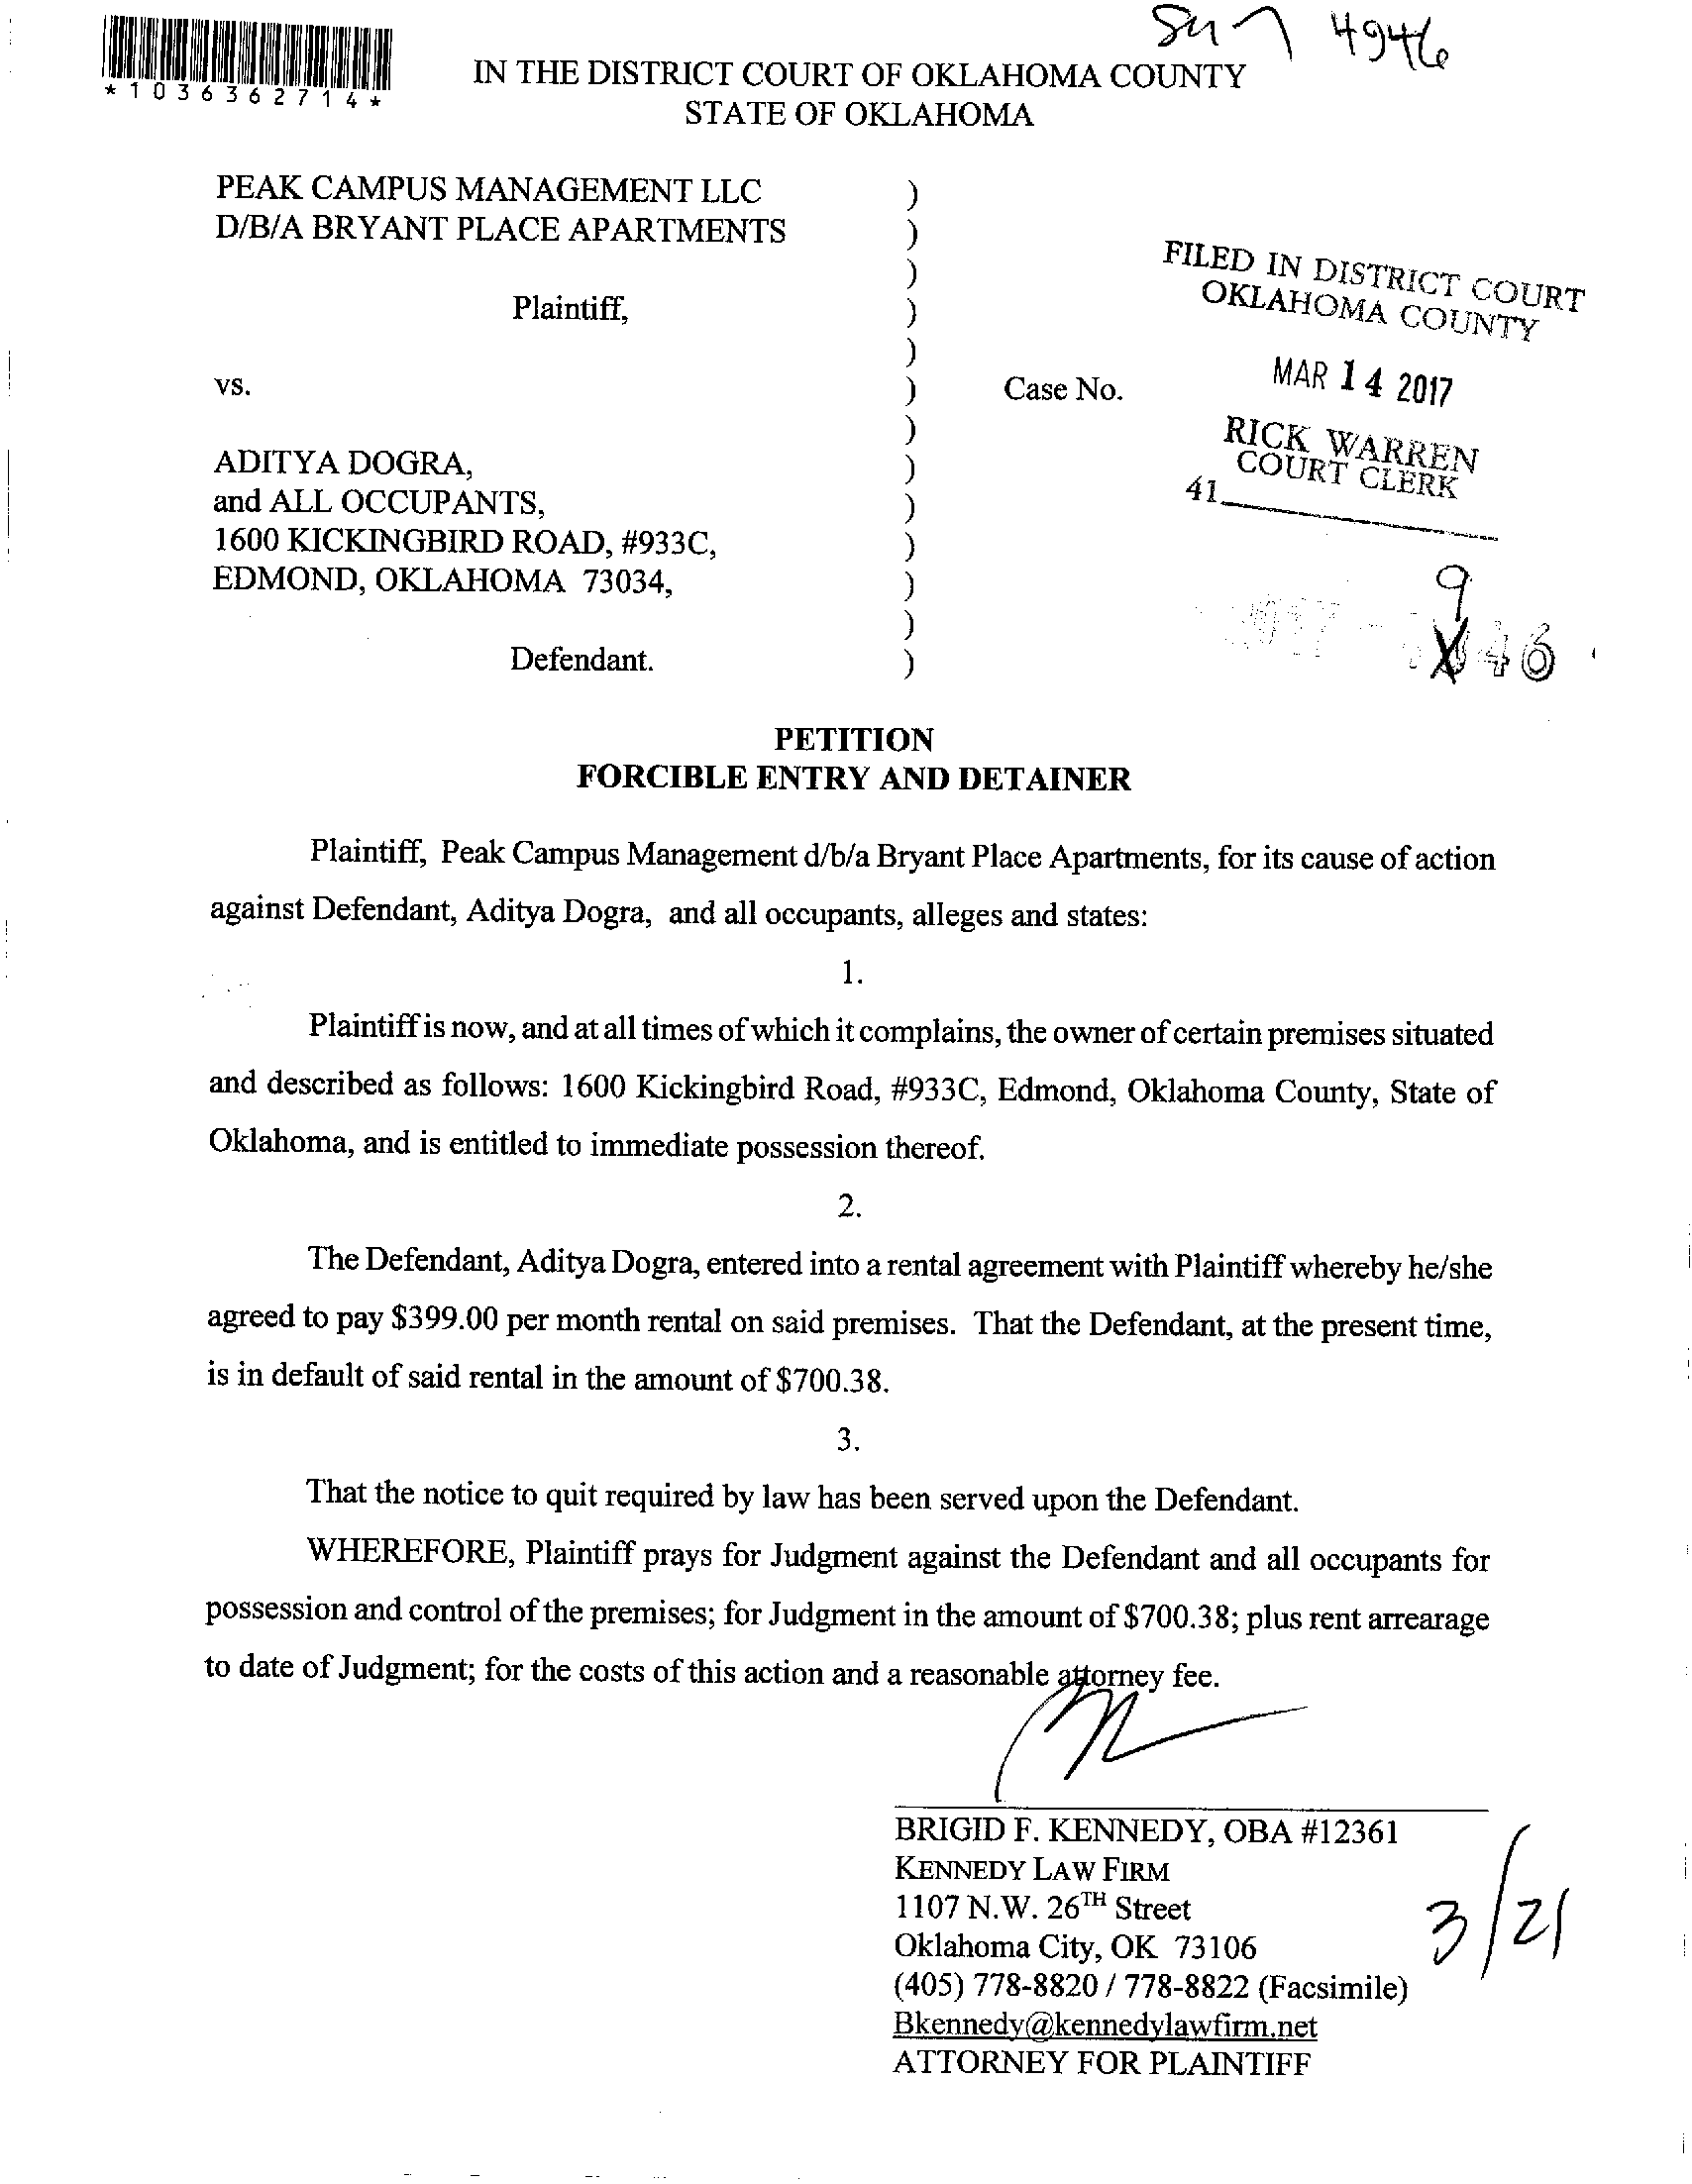 4946
*1036362714*
IN THE DISTRICT COURT OF OKLAHOMA COUNTY
STATE OF OKLAHOMA
PEAK CAMPUS MANAGEMENT LLC )
D/B/A BRYANT PLACE APARTMENTS )
)
Plaintiff, )
)
vs. ) Case No.
)
ADITYA DOGRA, )
and ALL OCCUPANTS, )
1600 KICKINGBIRD ROAD, #933C, )
EDMOND, OKLAHOMA 73034, )
)
Defendant. )
FILED IN DISTRICT COURT
OKLAHOMA COUNTY
MAR 14 2017
RICK WARREN
COURT CLERK
41
9
46
PETITION
FORCIBLE ENTRY AND DETAINER
Plaintiff, Peak Campus Management d/b/a Bryant Place Apartments, for its cause of action
against Defendant, Aditya Dogra, and all occupants, alleges and states:
1.
Plaintiff is now, and at all times of which it complains, the owner of certain premises situated
and described as follows: 1600 Kickingbird Road, #933C, Edmond, Oklahoma County, State of
Oklahoma, and is entitled to immediate possession thereof.
2.
The Defendant, Aditya Dogra, entered into a rental agreement with Plaintiff whereby he/she
agreed to pay $399.00 per month rental on said premises. That the Defendant, at the present time,
is in default of said rental in the amount of $700.38.
3.
That the notice to quit required by law has been served upon the Defendant.
WHEREFORE, Plaintiff prays for Judgment against the Defendant and all occupants for
possession and control of the premises; for Judgment in the amount of $700.38; plus rent arrearage
to date of Judgment; for the costs of this action and a reasonable attorney fee.
BRIGID F. KENNEDY, OBA #12361
KENNEDY LAW FIRM
1107 N.W. 26TH Street
Oklahoma City, OK 73106
(405) 778-8820 / 778-8822 (Facsimile)
Bkennedy@kennedylawfirm.net
ATTORNEY FOR PLAINTIFF
3/21